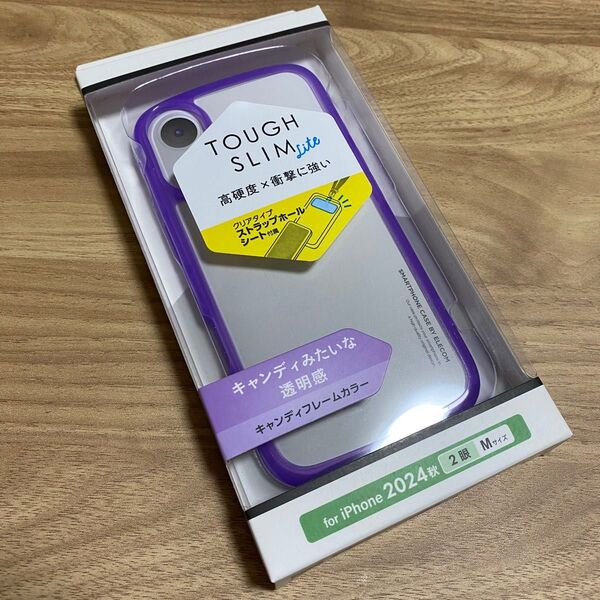 TOUGH
SLIM
Lite
高硬度×衝撃に強い
クリアタイプ
ストラップホール
シート付属
SMARTPHONE CASE BY ELECOM
キャンディみたいな
透明感
キャンディフレームカラー
for iPhone 2024秋 2眼 Mサイズ